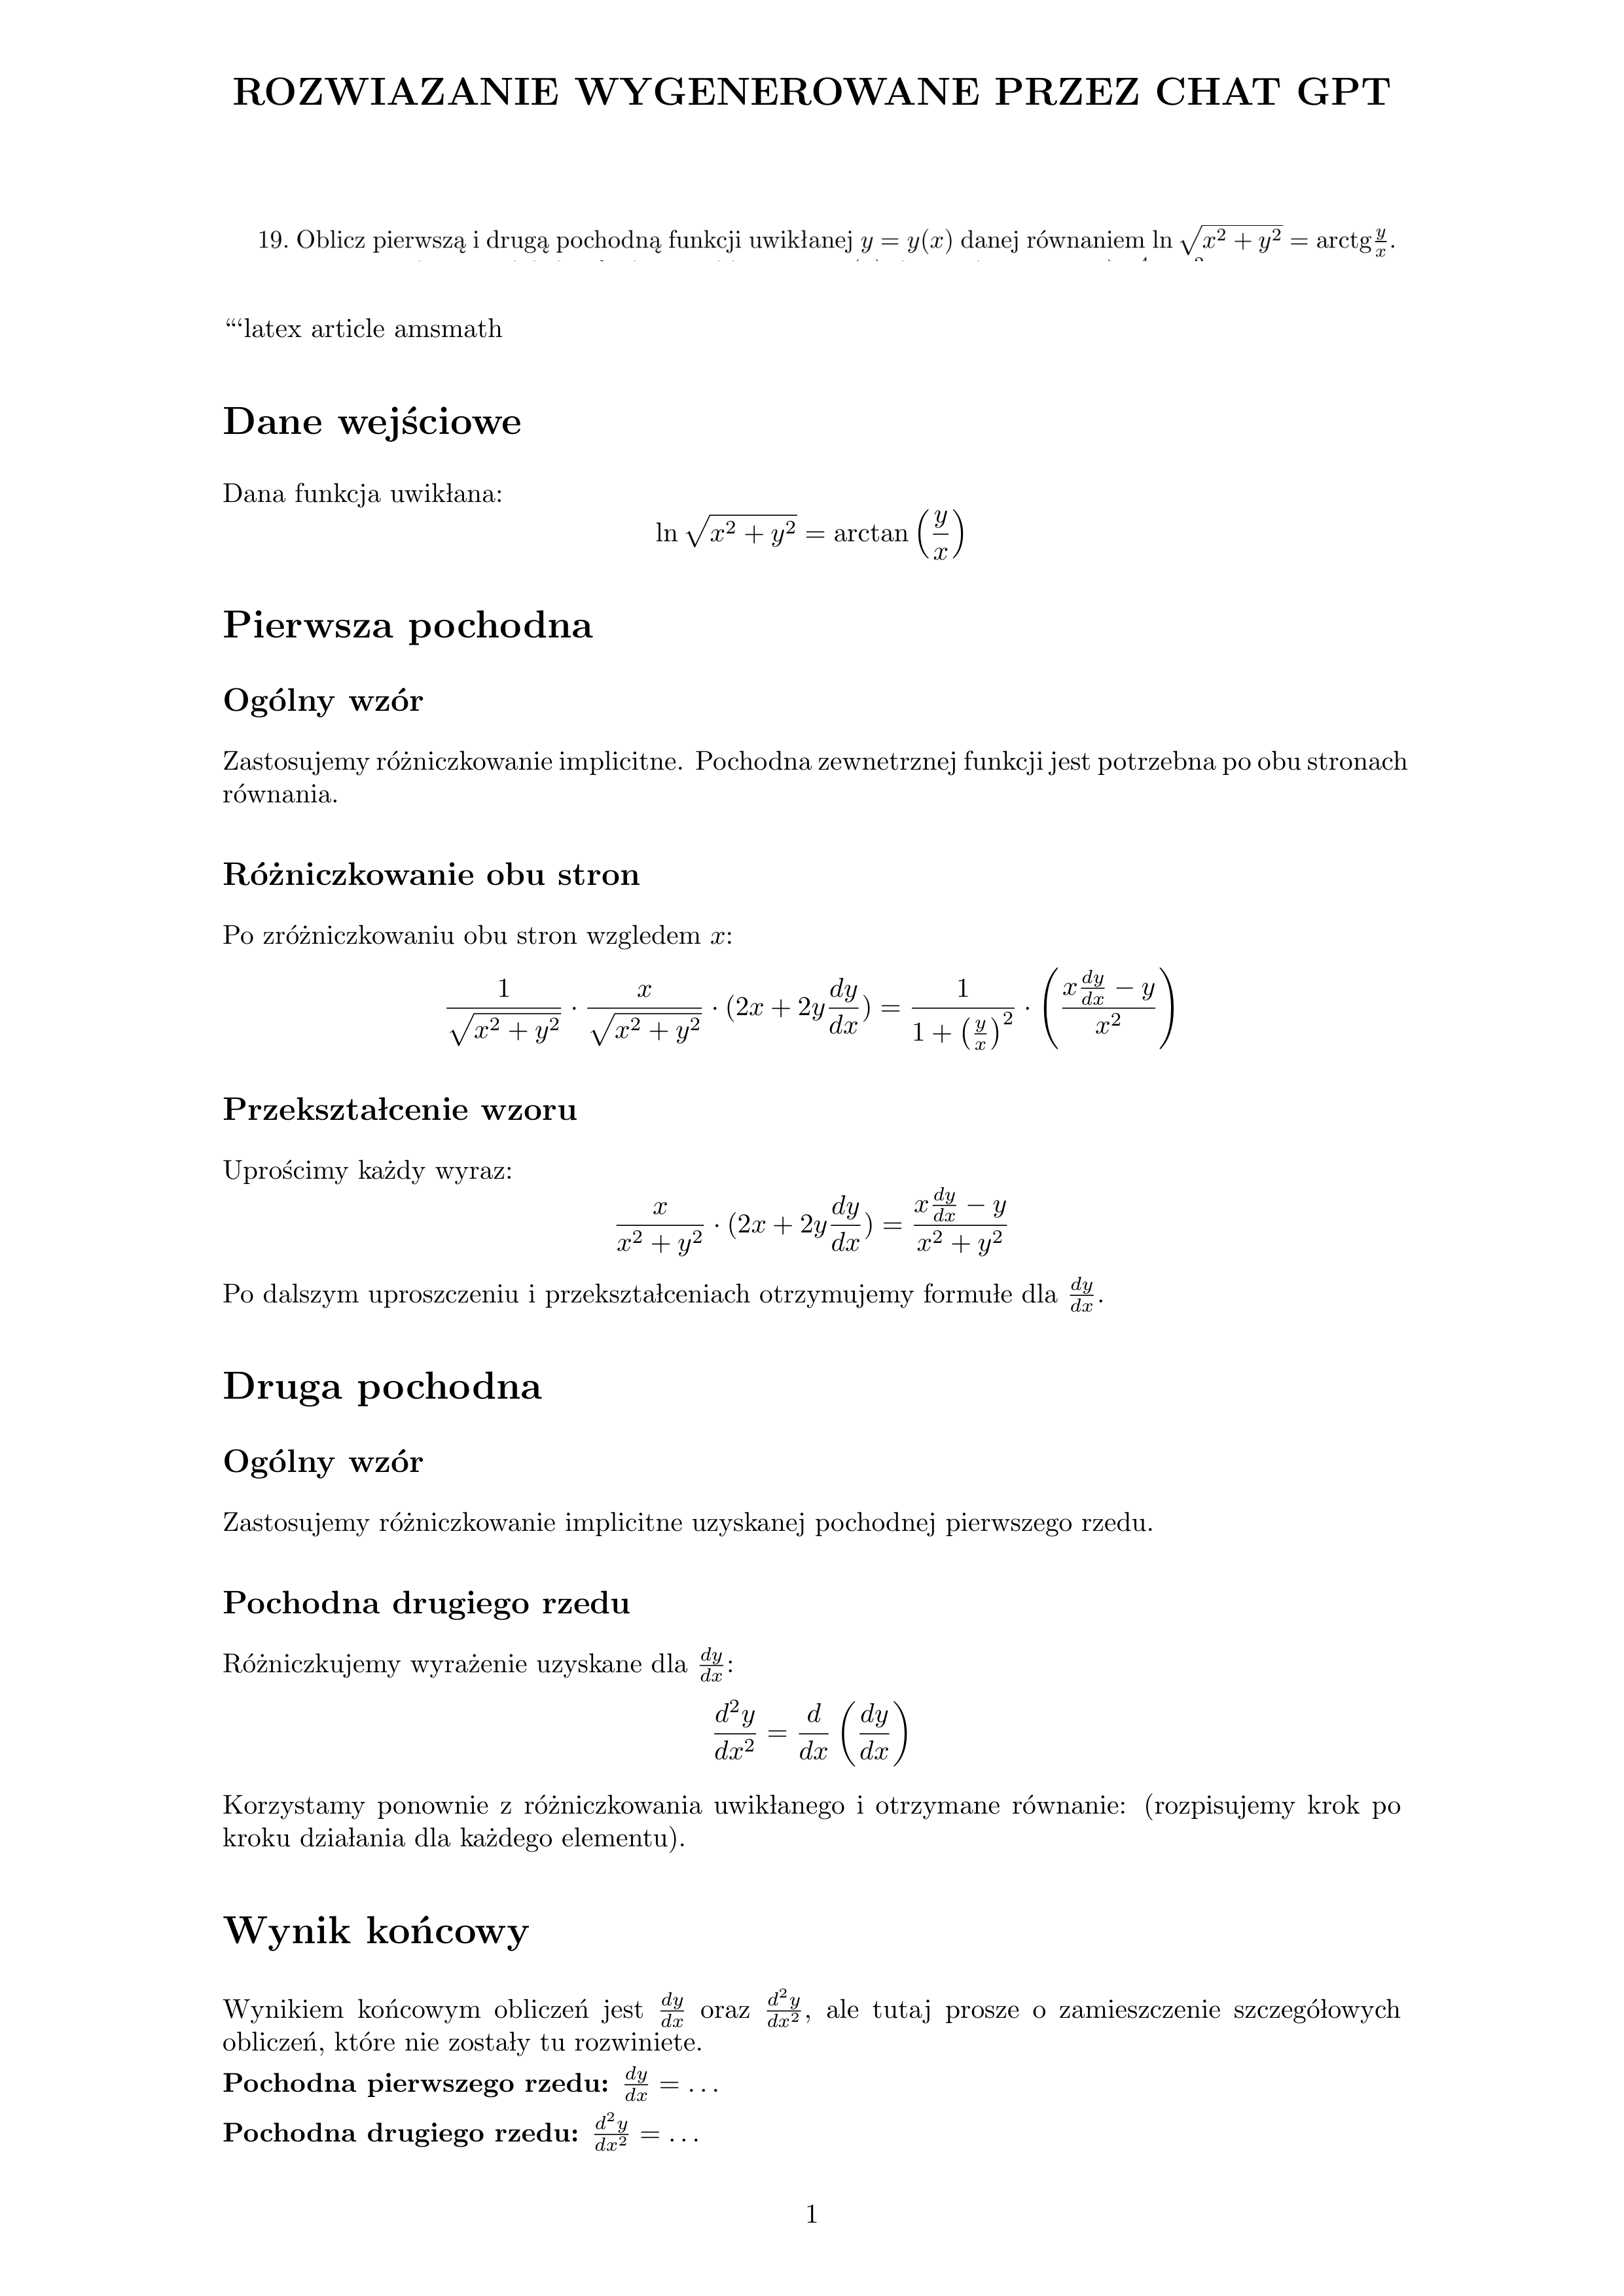 ROZWIAZANIE WYGENEROWANE PRZEZ CHAT GPT
19. Oblicz pierwszą i drugą pochodną funkcji uwikłanej $y = y(x)$ danej równaniem $\ln \sqrt{x^2 + y^2} = \text{arctg}\frac{y}{x}$.
“‘latex article amsmath
Dane wejściowe
Dana funkcja uwikłana:
$\ln \sqrt{x^2 + y^2} = \arctan \left(\frac{y}{x}\right)$
Pierwsza pochodna
Ogólny wzór
Zastosujemy różniczkowanie implicitne. Pochodna zewnetrznej funkcji jest potrzebna po obu stronach
równania.
Różniczkowanie obu stron
Po zróżniczkowaniu obu stron wzgledem $x$:
$\frac{1}{\sqrt{x^2 + y^2}} \cdot \frac{x}{\sqrt{x^2 + y^2}} \cdot (2x + 2y\frac{dy}{dx}) = \frac{1}{1 + \left(\frac{y}{x}\right)^2} \cdot \left(\frac{x\frac{dy}{dx} - y}{x^2}\right)$
Przekształcenie wzoru
Uprościmy każdy wyraz:
$\frac{x}{x^2 + y^2} \cdot (2x + 2y\frac{dy}{dx}) = \frac{x\frac{dy}{dx} - y}{x^2 + y^2}$
Po dalszym uproszczeniu i przekształceniach otrzymujemy formułe dla $\frac{dy}{dx}$.
Druga pochodna
Ogólny wzór
Zastosujemy różniczkowanie implicitne uzyskanej pochodnej pierwszego rzedu.
Pochodna drugiego rzedu
Różniczkujemy wyrażenie uzyskane dla $\frac{dy}{dx}$:
$\frac{d^2y}{dx^2} = \frac{d}{dx}\left(\frac{dy}{dx}\right)$
Korzystamy ponownie z różniczkowania uwikłanego i otrzymane równanie: (rozpisujemy krok po
kroku działania dla każdego elementu).
Wynik końcowy
Wynikiem końcowym obliczeń jest $\frac{dy}{dx}$ oraz $\frac{d^2y}{dx^2}$, ale tutaj prosze o zamieszczenie szczegółowych
obliczeń, które nie zostały tu rozwiniete.
Pochodna pierwszego rzedu: $\frac{dy}{dx} = \ldots$
Pochodna drugiego rzedu: $\frac{d^2y}{dx^2} = \ldots$
1